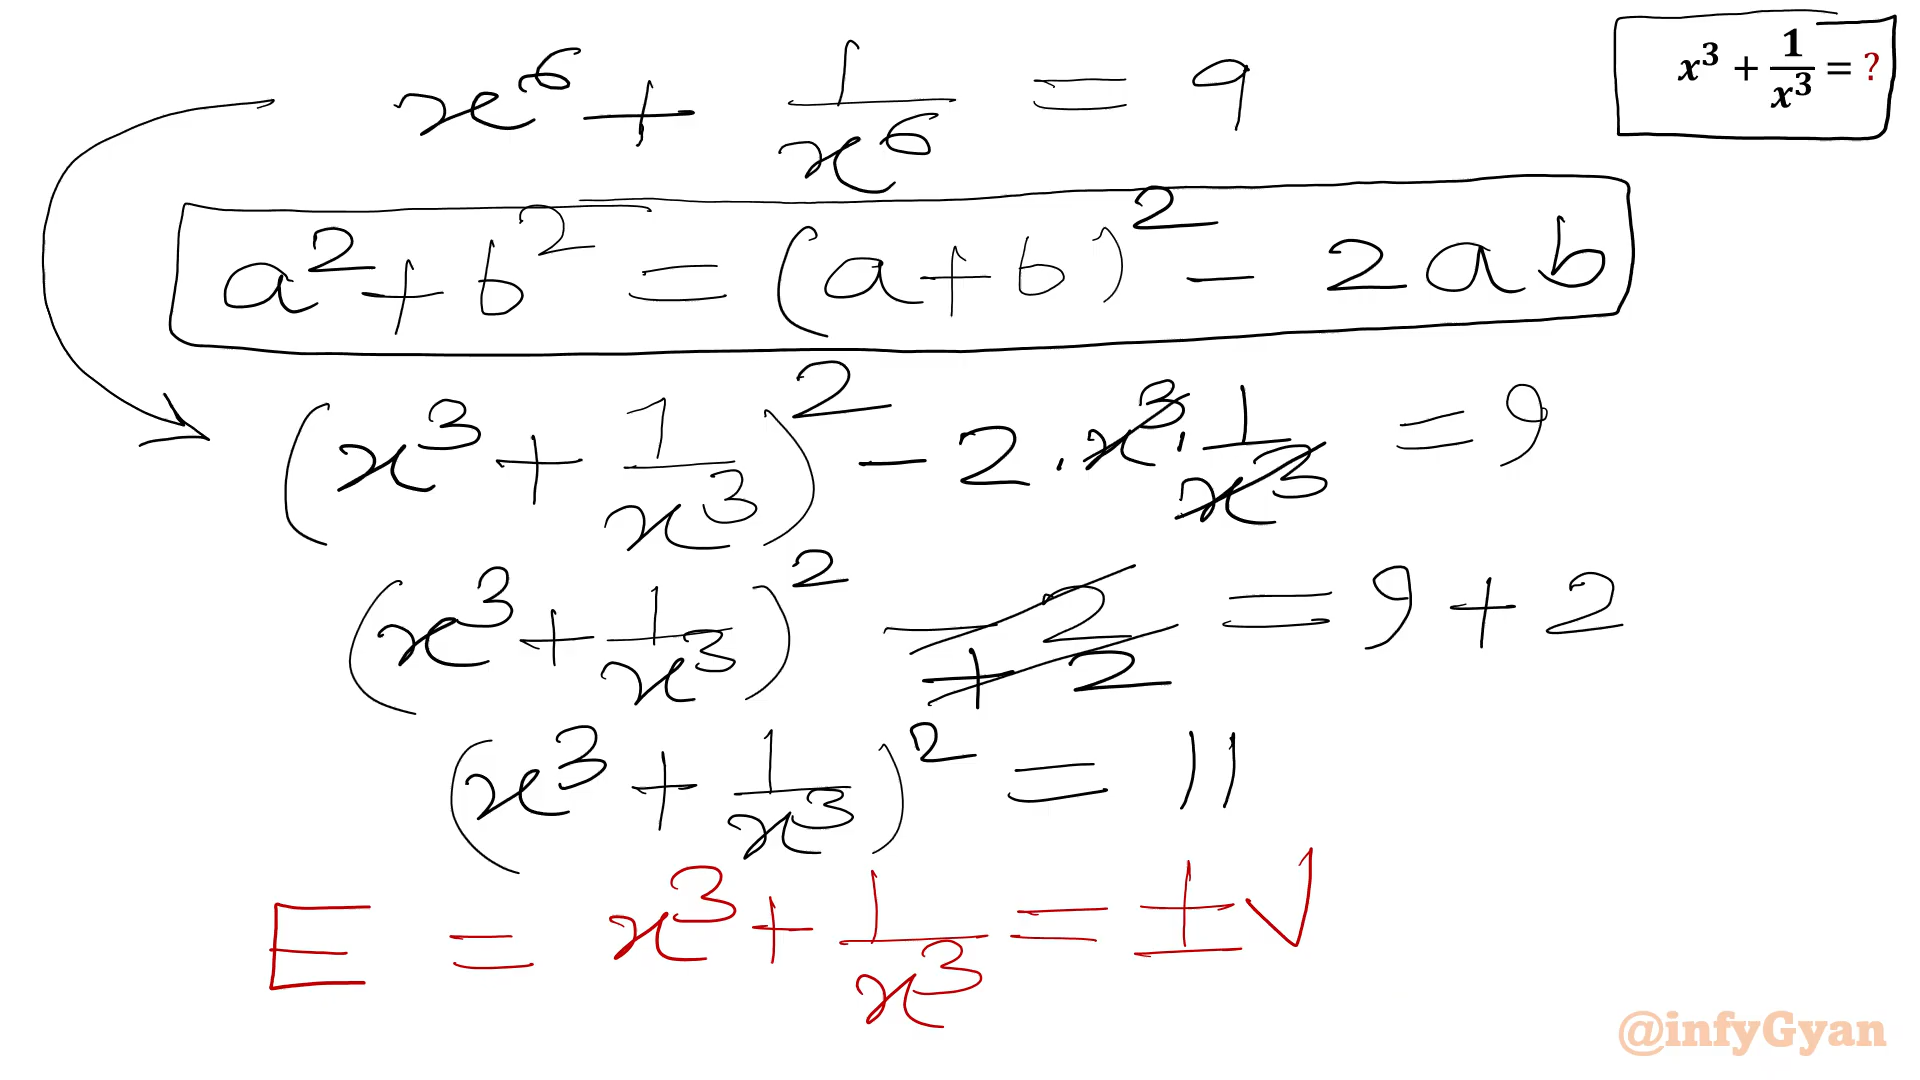 x⁶ + 1/x⁶ = 9
x³ + 1/x³ = ?
a² + b² = (a + b)² - 2ab
(x³ + 1/x³)² - 2 . x³ . 1/x³ = 9
(x³ + 1/x³)² - 2 + 2 = 9 + 2
(x³ + 1/x³)² = 11
E = x³ + 1/x³ = ± √
@infyGyan